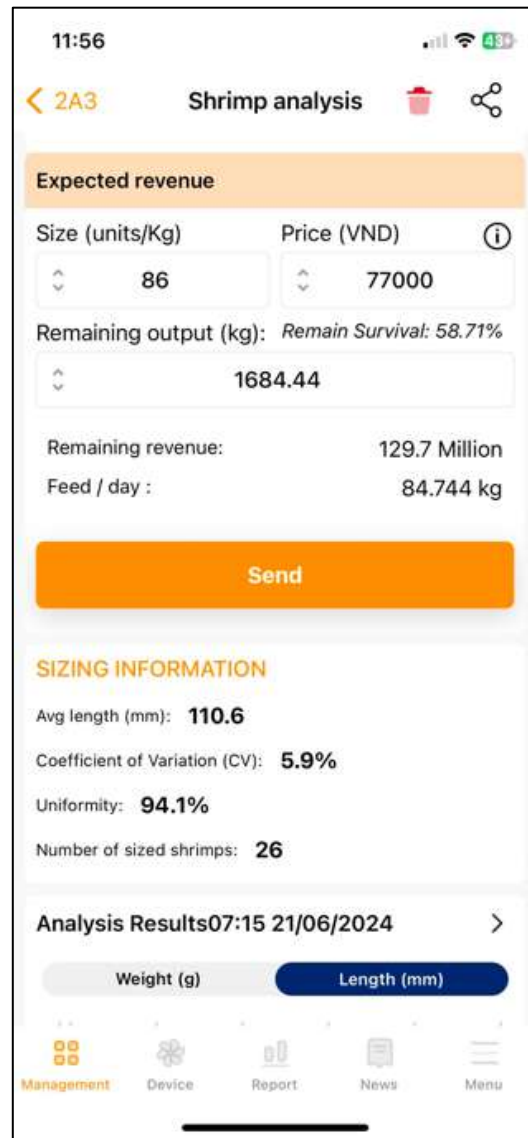 11:56
43
2A3 Shrimp analysis
Expected revenue
Size (units/Kg) Price (VND)
86 77000
Remaining output (kg): Remain Survival: 58.71%
1684.44
Remaining revenue: 129.7 Million
Feed / day : 84.744 kg
Send
SIZING INFORMATION
Avg length (mm): 110.6
Coefficient of Variation (CV): 5.9%
Uniformity: 94.1%
Number of sized shrimps: 26
Analysis Results07:15 21/06/2024
Weight (g) Length (mm)
Management Device Report News Menu